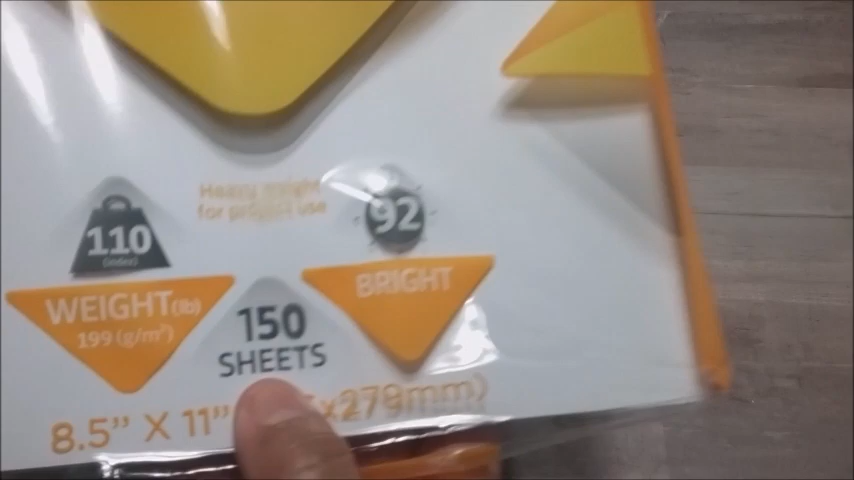 Heavy weight
for project use
110
(index)
92
WEIGHT(lb)
199 (g/m²)
BRIGHT
150
SHEETS
8.5” X 11” x279mm)